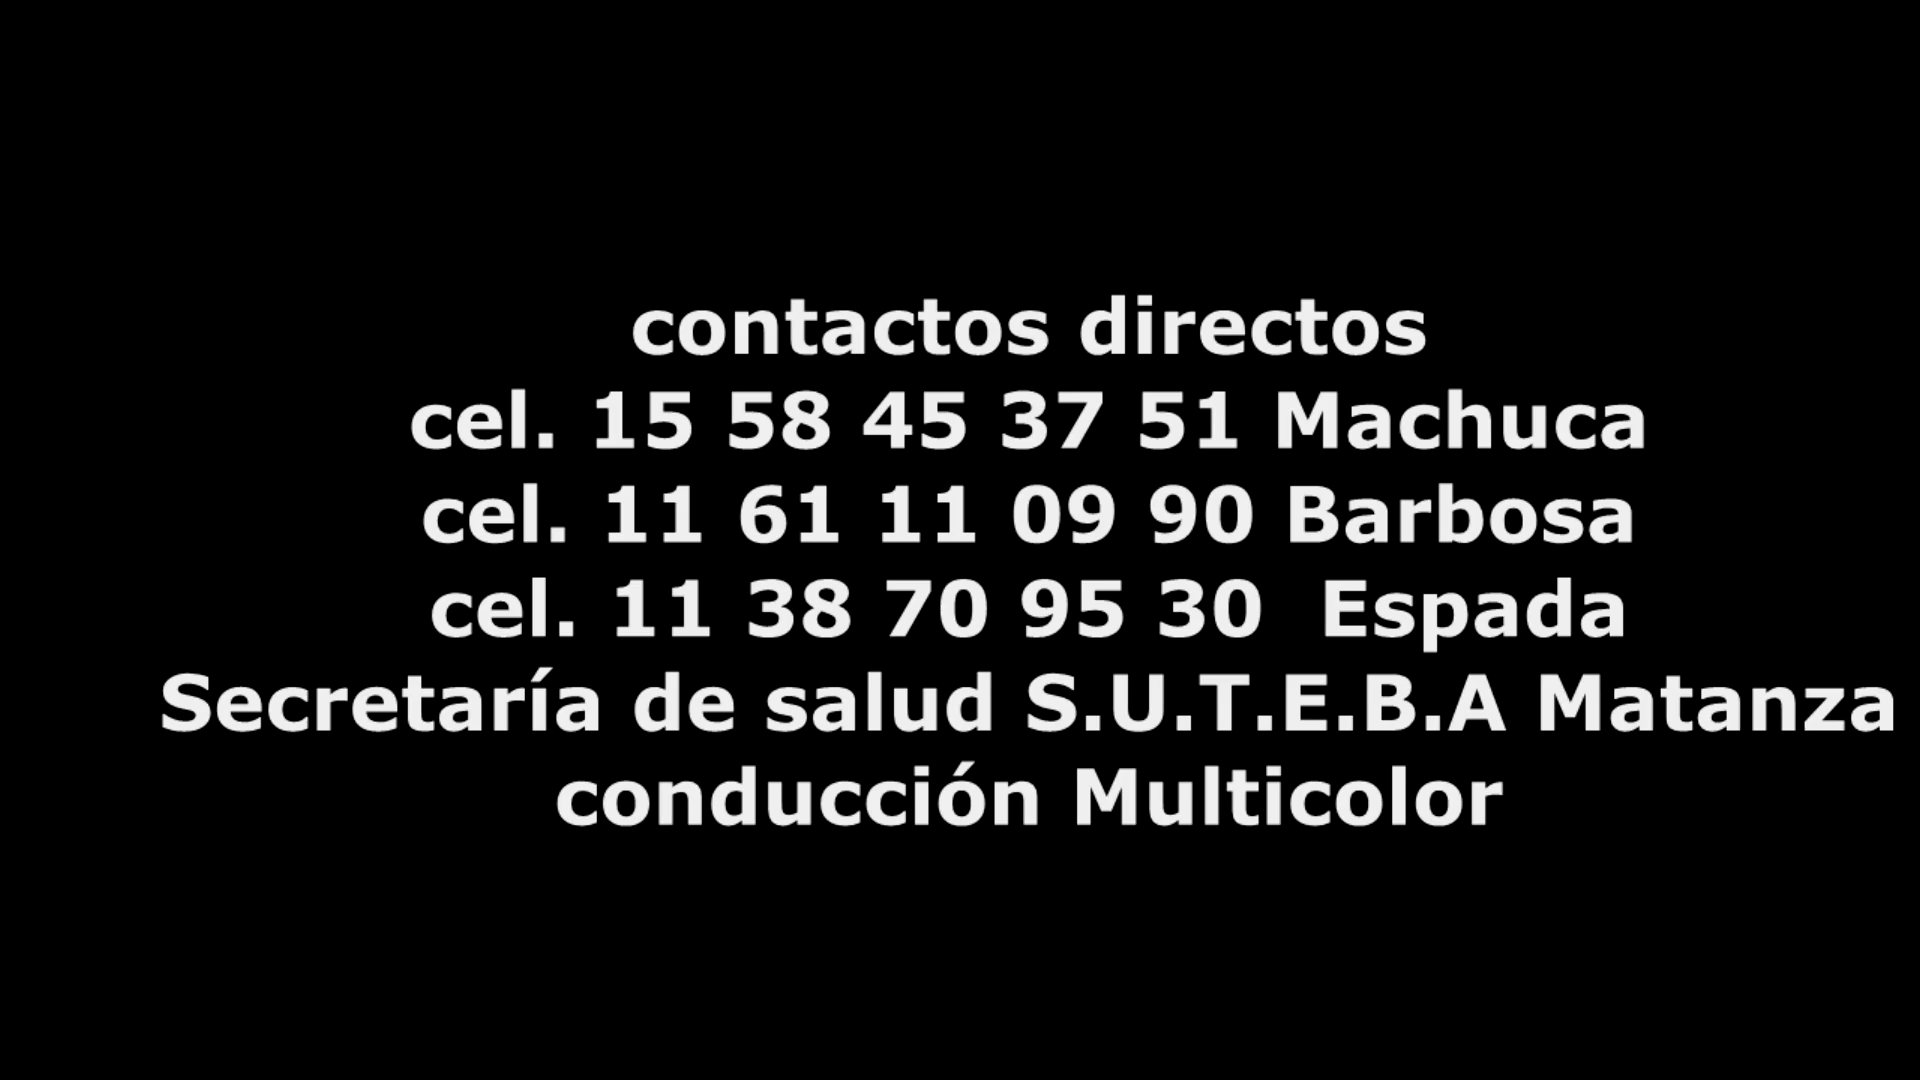 contactos directos
cel. 15 58 45 37 51 Machuca
cel. 11 61 11 09 90 Barbosa
cel. 11 38 70 95 30  Espada
Secretaría de salud S.U.T.E.B.A Matanza
conducción Multicolor